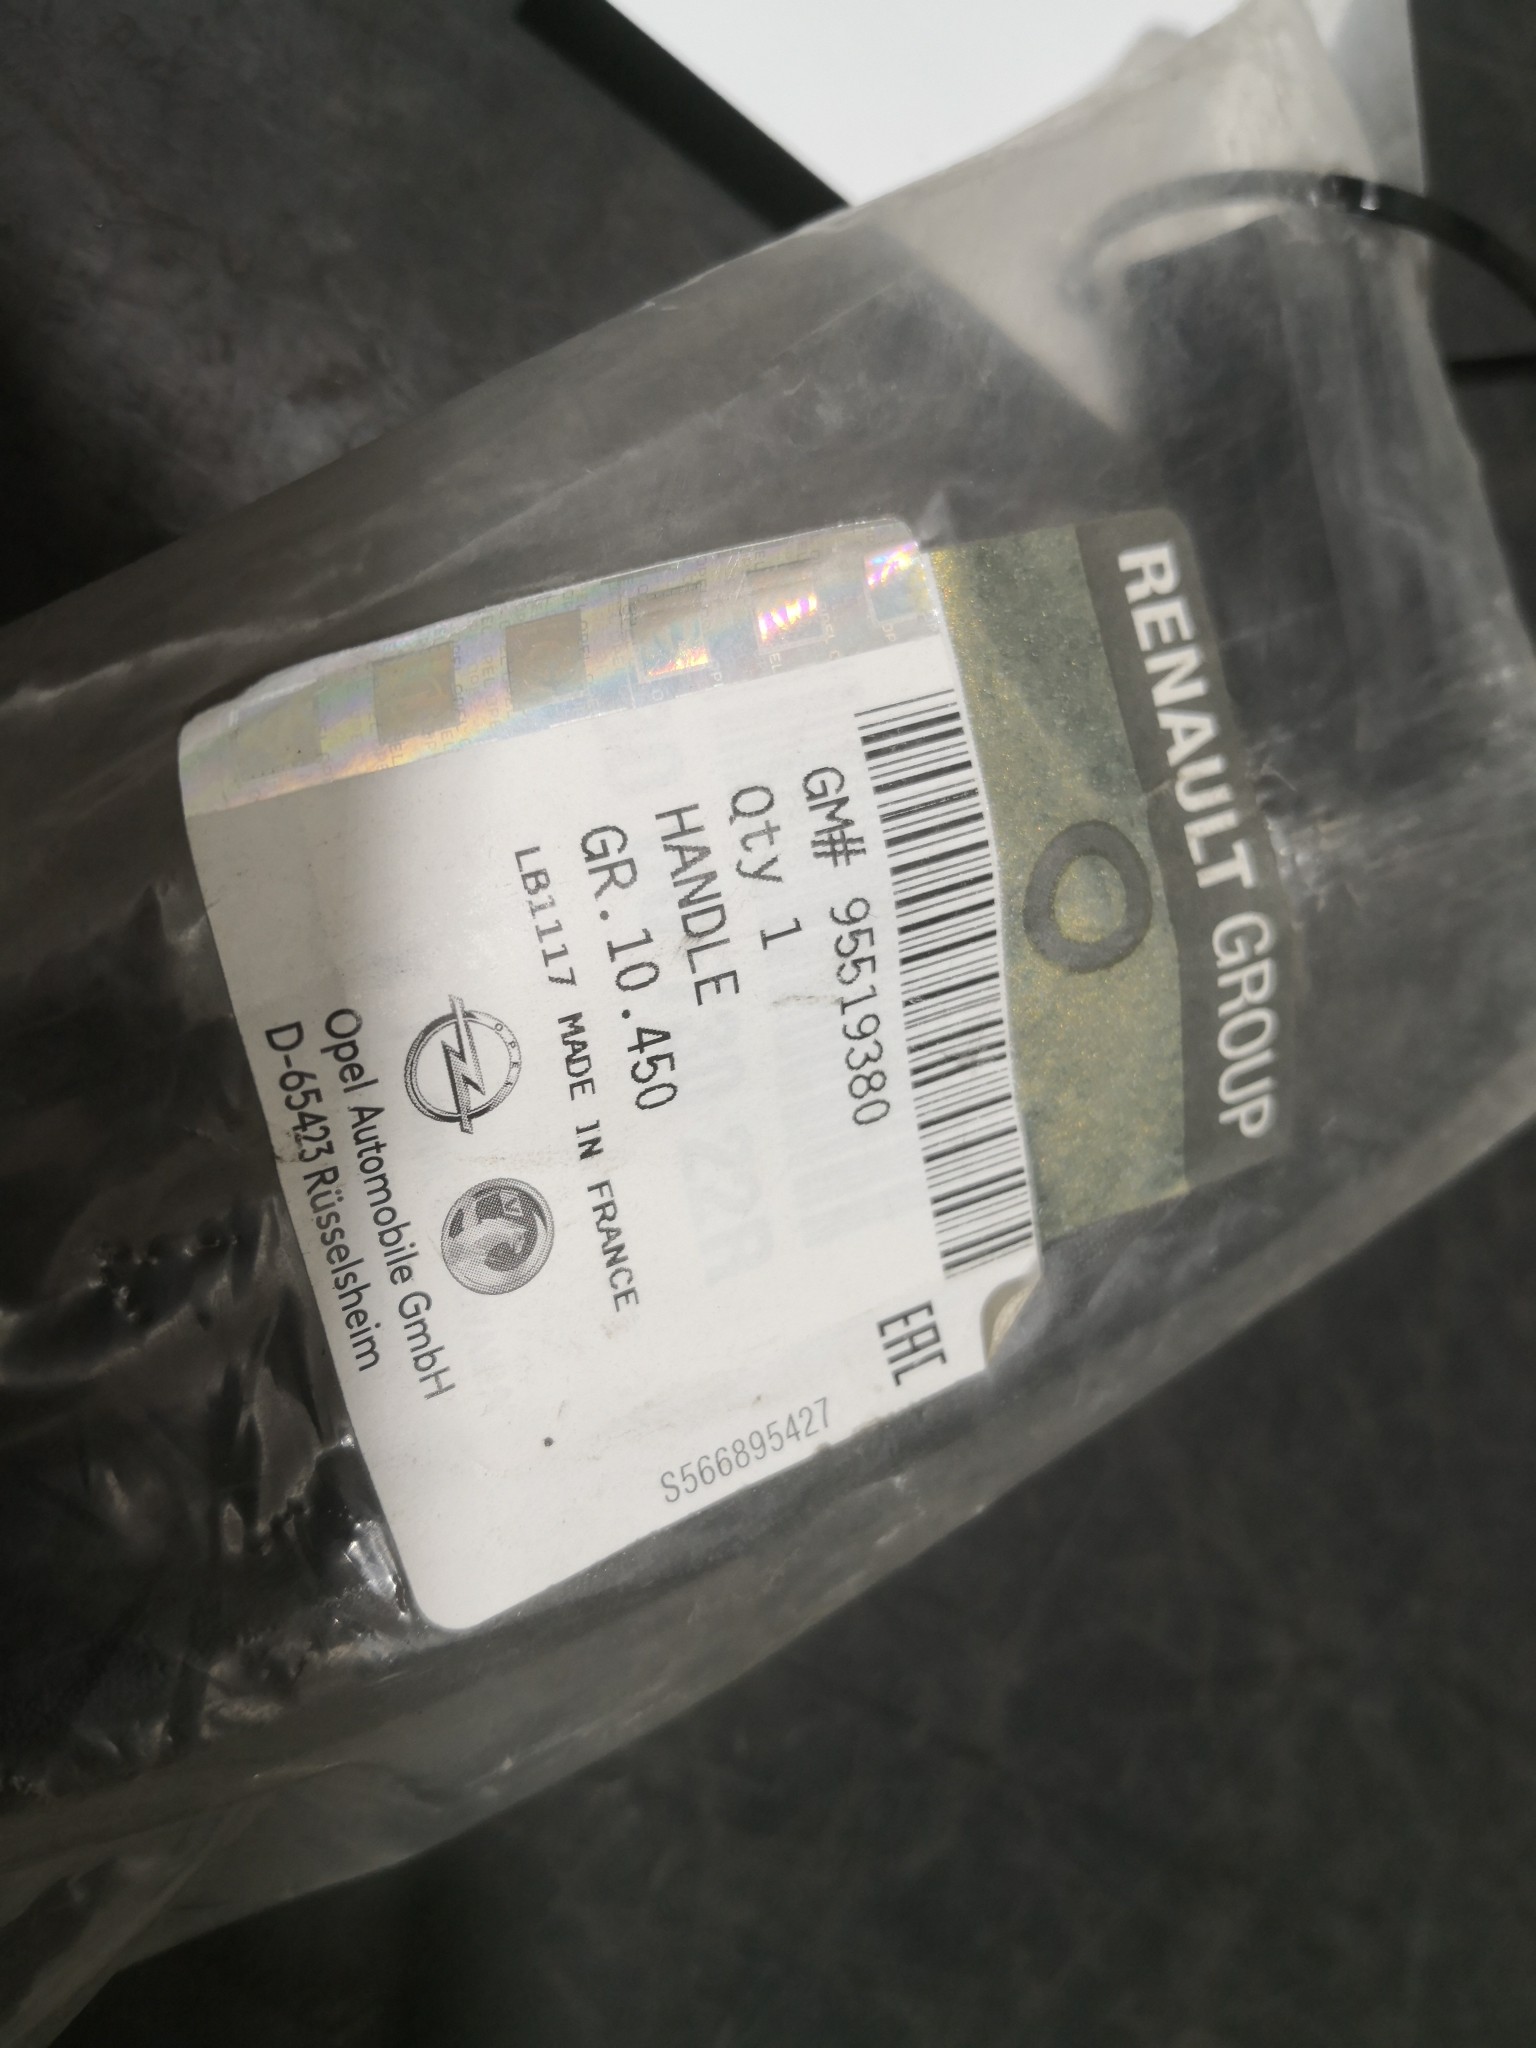 RENAULT GROUP
GM# 95519380
EAC
Qty 1
HANDLE
GR.10.450
LB1117 MADE IN FRANCE
S566895427
OPEL
Opel Automobile GmbH
D-65423 Rüsselsheim